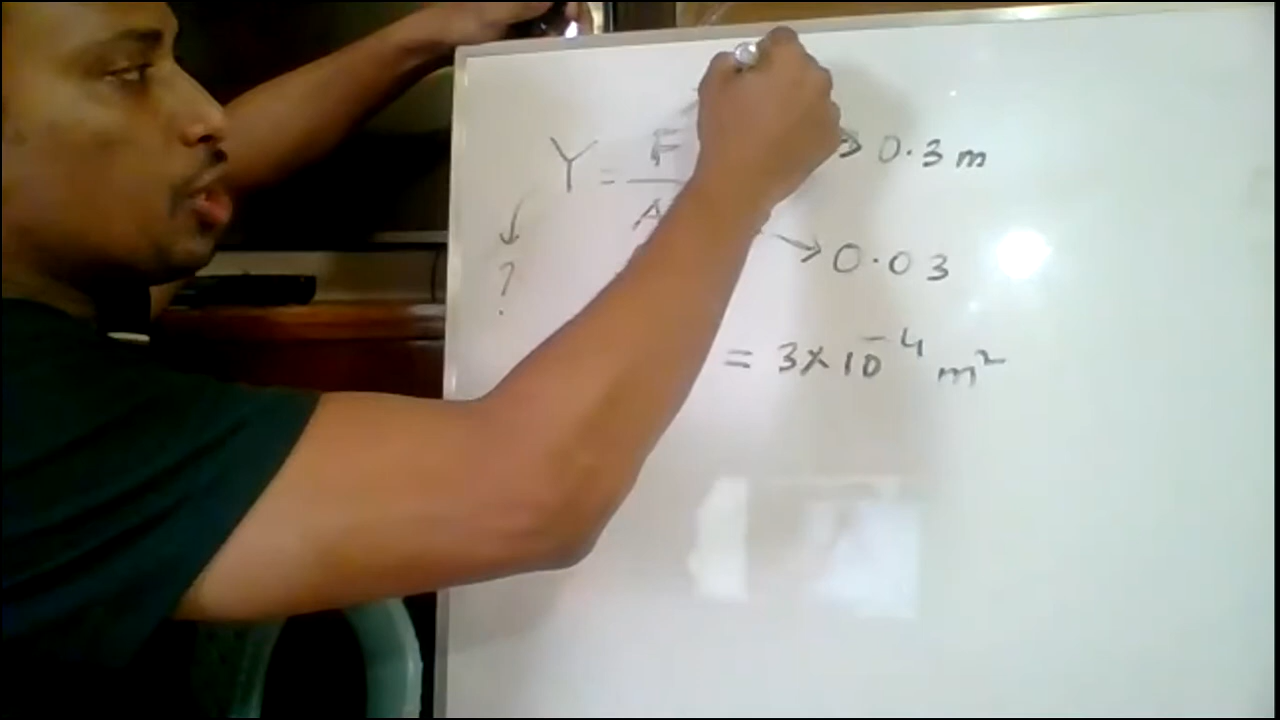 Y = F → 0.3 m
A → 0.03
↓
?
= 3 × 10⁻⁴ m²